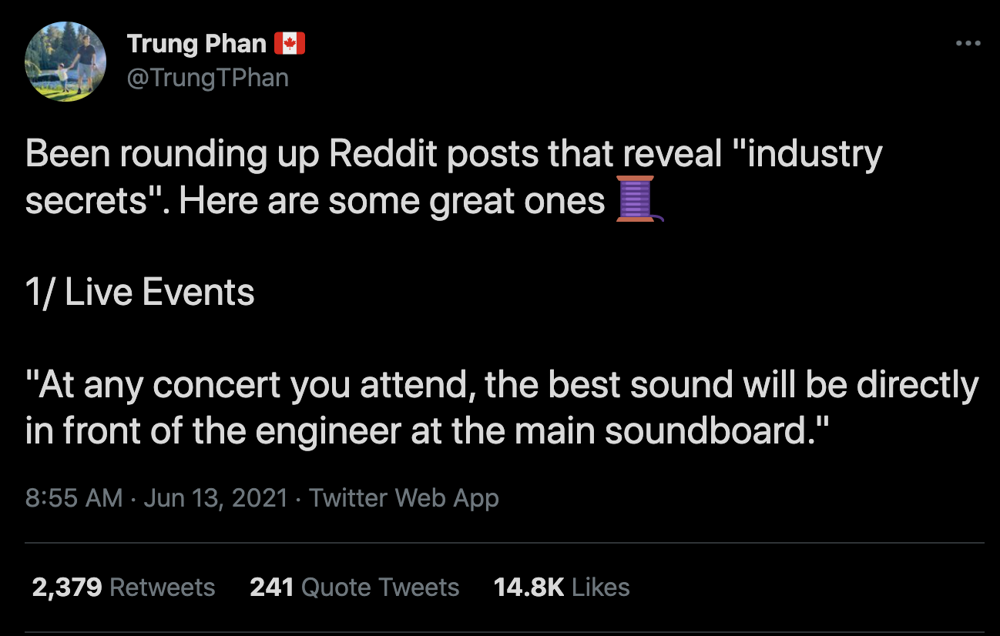 Trung Phan 🇨🇦
@TrungTPhan
Been rounding up Reddit posts that reveal "industry
secrets". Here are some great ones 🧵
1/ Live Events
"At any concert you attend, the best sound will be directly
in front of the engineer at the main soundboard."
8:55 AM · Jun 13, 2021 · Twitter Web App
2,379 Retweets 241 Quote Tweets 14.8K Likes